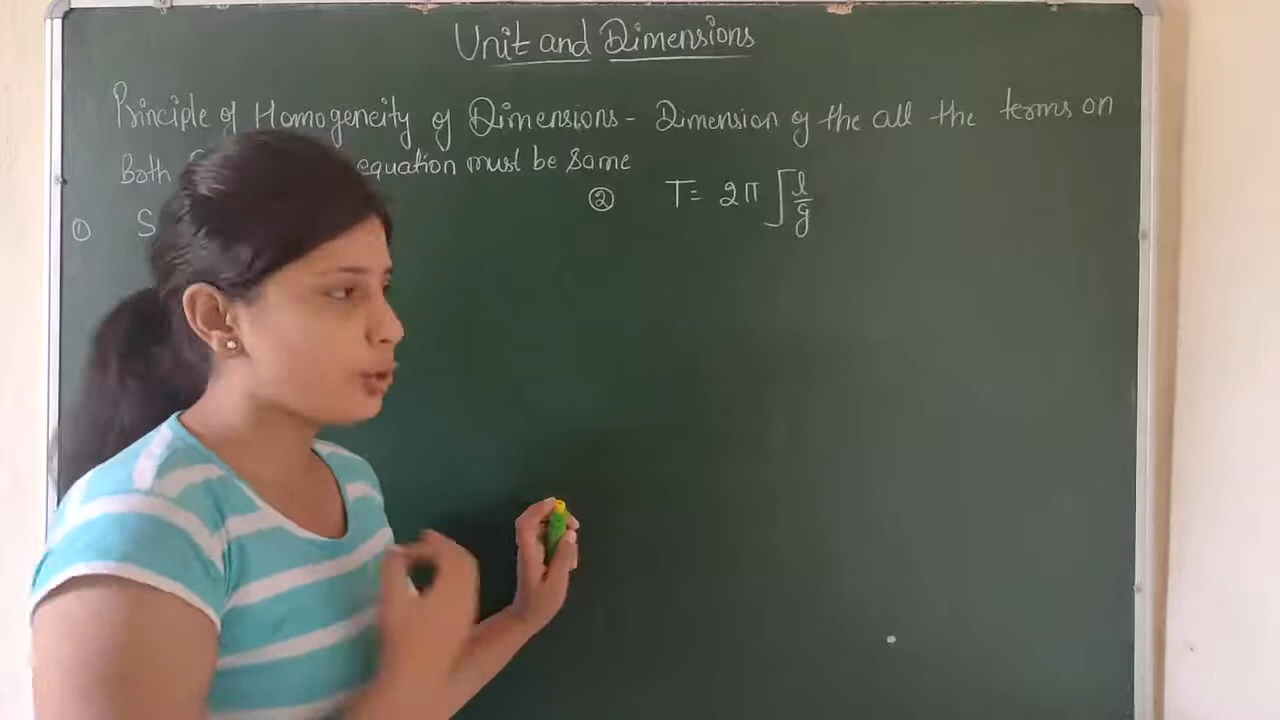 Unit and Dimensions
Principle of Homogeneity of Dimensions - Dimension of the all the terms on
Both equation must be same
① S
② T = 2π √l/g